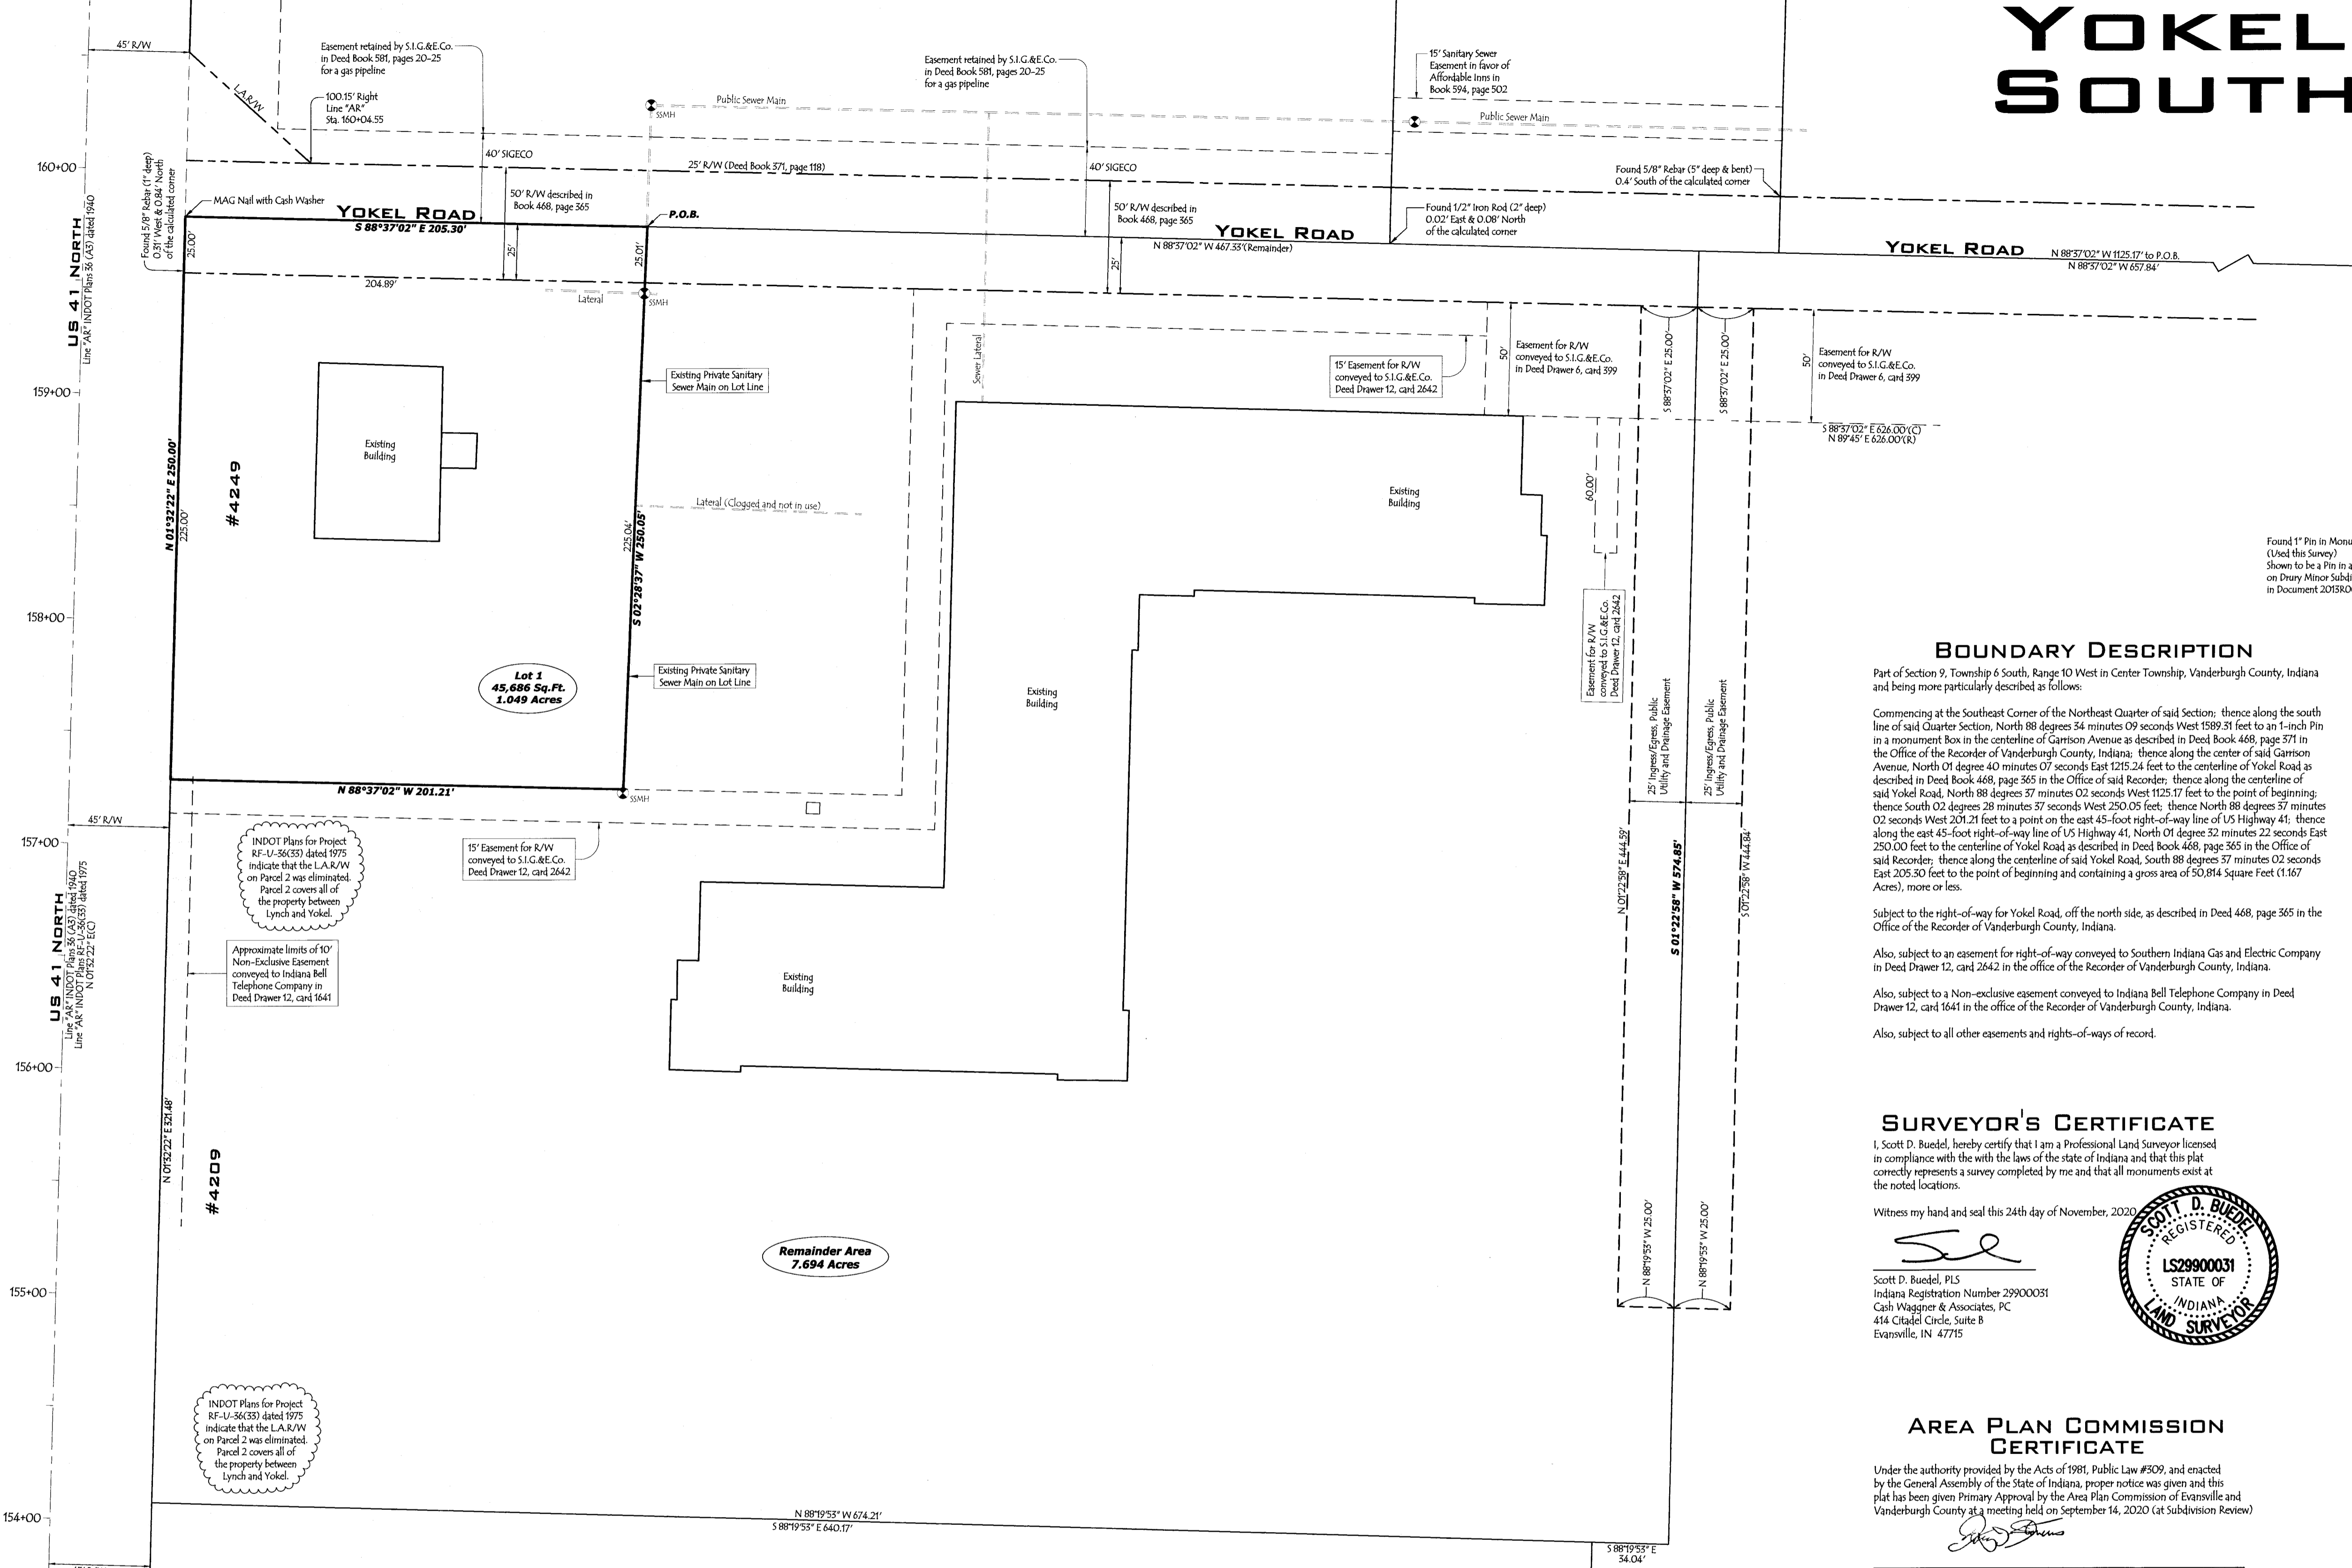 YOKEL
SOUTH
45' R/W
L.A.R/W
Easement retained by S.I.G.&E.Co.
in Deed Book 581, pages 20-25
for a gas pipeline
100.15' Right
Line "AR"
Sta. 160+04.55
Easement retained by S.I.G.&E.Co.
in Deed Book 581, pages 20-25
for a gas pipeline
15' Sanitary Sewer
Easement in favor of
Affordable Inns in
Book 594, page 502
Public Sewer Main
SSMH
Public Sewer Main
40' SIGECO
25' R/W (Deed Book 371, page 118)
40' SIGECO
160+00
Found 5/8" Rebar (1" deep)
0.31' West & 0.84' North
of the calculated corner
MAG Nail with Cash Washer
50' R/W described in
Book 468, page 365
50' R/W described in
Book 468, page 365
Found 5/8" Rebar (5" deep & bent)
0.4' South of the calculated corner
Found 1/2" Iron Rod (2" deep)
0.02' East & 0.08' North
of the calculated corner
YOKEL ROAD
S 88°37'02" E 205.30'
P.O.B.
YOKEL ROAD
N 88°37'02" W 467.33'(Remainder)
YOKEL ROAD
N 88°37'02" W 1125.17' to P.O.B.
N 88°37'02" W 657.84'
US 41 NORTH
Line "AR" INDOT Plans 36 (A3) dated 1940
25.00'
25'
25.01'
25'
204.89'
Lateral
SSMH
159+00
Existing Private Sanitary
Sewer Main on Lot Line
Sewer Lateral
15' Easement for R/W
conveyed to S.I.G.&E.Co.
Deed Drawer 12, card 2642
50'
Easement for R/W
conveyed to S.I.G.&E.Co.
in Deed Drawer 6, card 399
S 88°37'02" E 25.00'
S 88°37'02" E 25.00'
50'
Easement for R/W
conveyed to S.I.G.&E.Co.
in Deed Drawer 6, card 399
S 88°37'02" E 626.00'(C)
N 89°45' E 626.00'(R)
Existing
Building
#4249
N 01°32'22" E 250.00'
225.00'
Lateral (Clogged and not in use)
225.04'
S 02°28'37" W 250.05'
Existing
Building
60.00'
Easement for R/W
conveyed to S.I.G.&E.Co.
Deed Drawer 12, card 2642
158+00
Lot 1
45,686 Sq.Ft.
1.049 Acres
Existing Private Sanitary
Sewer Main on Lot Line
Existing
Building
25' Ingress/Egress, Public
Utility and Drainage Easement
25' Ingress/Egress, Public
Utility and Drainage Easement
N 88°37'02" W 201.21'
SSMH
45' R/W
157+00
INDOT Plans for Project
RF-U-36(33) dated 1975
indicate that the L.A.R/W
on Parcel 2 was eliminated.
Parcel 2 covers all of
the property between
Lynch and Yokel.
15' Easement for R/W
conveyed to S.I.G.&E.Co.
Deed Drawer 12, card 2642
N 01°22'58" E 444.59'
S 01°22'58" W 574.85'
S 01°22'58" W 444.84'
US 41 NORTH
Line "AR" INDOT Plans 36 (A3) dated 1940
Line "AR" INDOT Plans RF-U-36(33) dated 1975
N 01°32'22" E(C)
Approximate limits of 10'
Non-Exclusive Easement
conveyed to Indiana Bell
Telephone Company in
Deed Drawer 12, card 1641
Existing
Building
156+00
N 01°32'22" E 321.48'
#4209
Remainder Area
7.694 Acres
N 88°19'53" W 25.00'
N 88°19'53" W 25.00'
155+00
INDOT Plans for Project
RF-U-36(33) dated 1975
indicate that the L.A.R/W
on Parcel 2 was eliminated.
Parcel 2 covers all of
the property between
Lynch and Yokel.
154+00
N 88°19'53" W 674.21'
S 88°19'53" E 640.17'
S 88°19'53" E
34.04'
Found 1" Pin in Monu
(Used this Survey)
Shown to be a Pin in a
on Drury Minor Subdi
in Document 2013R0
BOUNDARY DESCRIPTION
Part of Section 9, Township 6 South, Range 10 West in Center Township, Vanderburgh County, Indiana
and being more particularly described as follows:
Commencing at the Southeast Corner of the Northeast Quarter of said Section; thence along the south
line of said Quarter Section, North 88 degrees 34 minutes 09 seconds West 1589.31 feet to an 1-inch Pin
in a monument Box in the centerline of Garrison Avenue as described in Deed Book 468, page 371 in
the Office of the Recorder of Vanderburgh County, Indiana; thence along the center of said Garrison
Avenue, North 01 degree 40 minutes 07 seconds East 1215.24 feet to the centerline of Yokel Road as
described in Deed Book 468, page 365 in the Office of said Recorder; thence along the centerline of
said Yokel Road, North 88 degrees 37 minutes 02 seconds West 1125.17 feet to the point of beginning;
thence South 02 degrees 28 minutes 37 seconds West 250.05 feet; thence North 88 degrees 37 minutes
02 seconds West 201.21 feet to a point on the east 45-foot right-of-way line of US Highway 41; thence
along the east 45-foot right-of-way line of US Highway 41, North 01 degree 32 minutes 22 seconds East
250.00 feet to the centerline of Yokel Road as described in Deed Book 468, page 365 in the Office of
said Recorder; thence along the centerline of said Yokel Road, South 88 degrees 37 minutes 02 seconds
East 205.30 feet to the point of beginning and containing a gross area of 50,814 Square Feet (1.167
Acres), more or less.
Subject to the right-of-way for Yokel Road, off the north side, as described in Deed 468, page 365 in the
Office of the Recorder of Vanderburgh County, Indiana.
Also, subject to an easement for right-of-way conveyed to Southern Indiana Gas and Electric Company
in Deed Drawer 12, card 2642 in the office of the Recorder of Vanderburgh County, Indiana.
Also, subject to a Non-exclusive easement conveyed to Indiana Bell Telephone Company in Deed
Drawer 12, card 1641 in the office of the Recorder of Vanderburgh County, Indiana.
Also, subject to all other easements and rights-of-ways of record.
SURVEYOR'S CERTIFICATE
I, Scott D. Buedel, hereby certify that I am a Professional Land Surveyor licensed
in compliance with the with the laws of the state of Indiana and that this plat
correctly represents a survey completed by me and that all monuments exist at
the noted locations.
Witness my hand and seal this 24th day of November, 2020
Scott D. Buedel, PLS
Indiana Registration Number 29900031
Cash Waggner & Associates, PC
414 Citadel Circle, Suite B
Evansville, IN 47715
SCOTT D. BUEDEL
REGISTERED
LS29900031
STATE OF
INDIANA
LAND SURVEYOR
AREA PLAN COMMISSION
CERTIFICATE
Under the authority provided by the Acts of 1981, Public Law #309, and enacted
by the General Assembly of the State of Indiana, proper notice was given and this
plat has been given Primary Approval by the Area Plan Commission of Evansville and
Vanderburgh County at a meeting held on September 14, 2020 (at Subdivision Review)